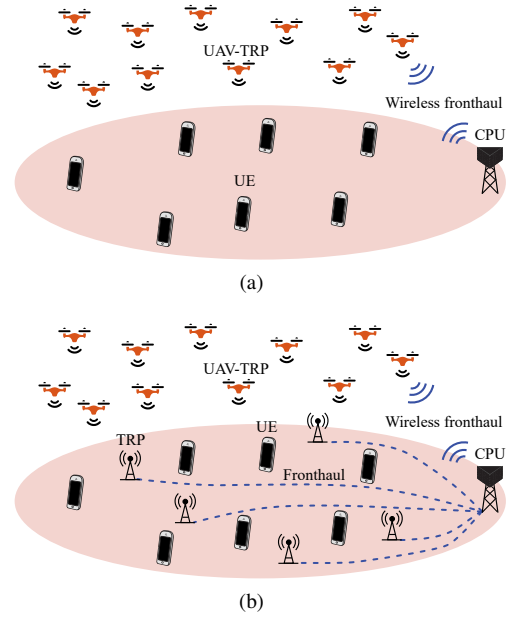 UAV-TRP
Wireless fronthaul
CPU
UE
(a)
UAV-TRP
Wireless fronthaul
TRP
UE
CPU
Fronthaul
(b)